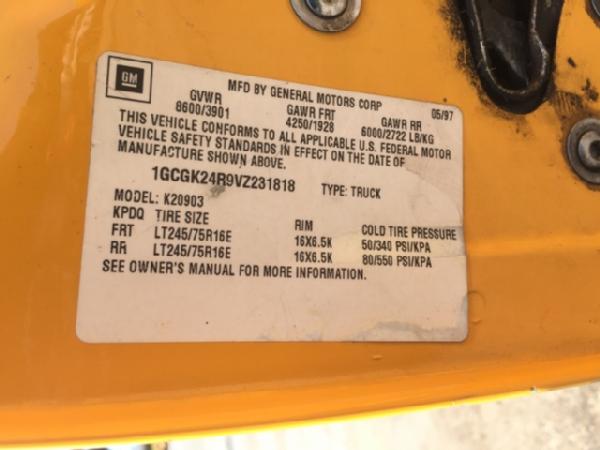 GM
MFD BY GENERAL MOTORS CORP 05/97
GVWR GAWR FRT GAWR RR
8600/3901 4250/1928 6000/2722 LB/KG
THIS VEHICLE CONFORMS TO ALL APPLICABLE U.S. FEDERAL MOTOR
VEHICLE SAFETY STANDARDS IN EFFECT ON THE DATE OF
MANUFACTURE SHOWN ABOVE.
1GCGK24R9VZ231818 TYPE: TRUCK
MODEL: K20903
KPDQ TIRE SIZE RIM COLD TIRE PRESSURE
FRT LT245/75R16E 16X6.5K 50/340 PSI/KPA
RR LT245/75R16E 16X6.5K 80/550 PSI/KPA
SEE OWNER'S MANUAL FOR MORE INFORMATION.